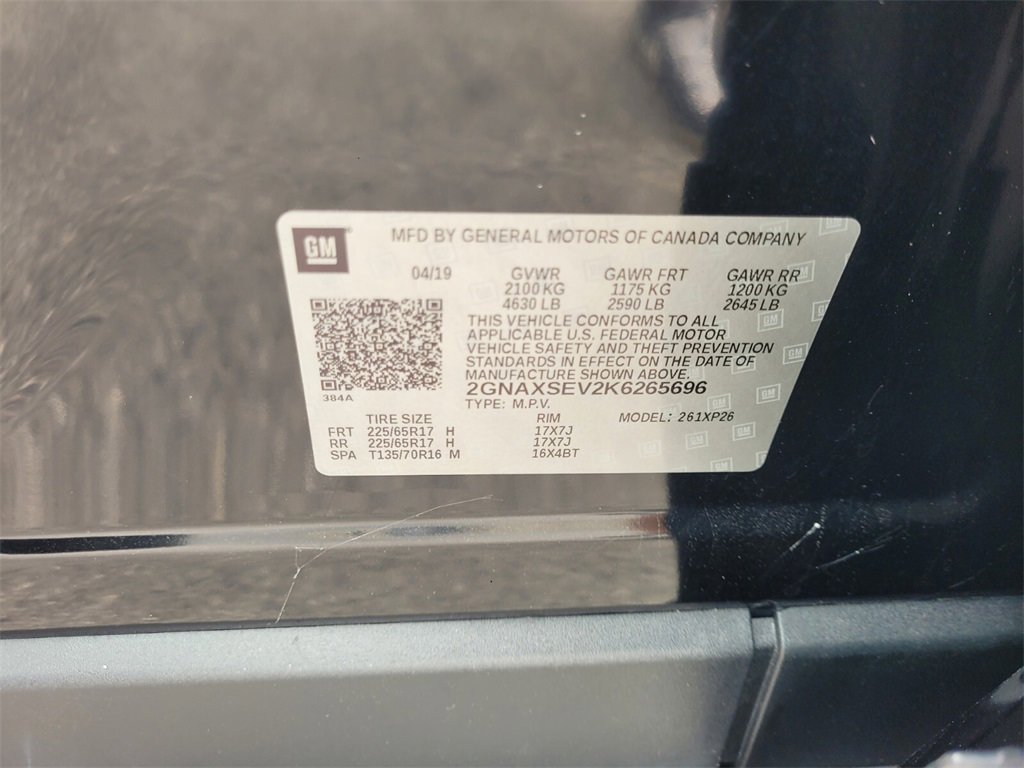 GM MFD BY GENERAL MOTORS OF CANADA COMPANY
04/19 GVWR GAWR FRT GAWR RR
2100 KG 1175 KG 1200 KG
4630 LB 2590 LB 2645 LB
THIS VEHICLE CONFORMS TO ALL
APPLICABLE U.S. FEDERAL MOTOR
VEHICLE SAFETY AND THEFT PREVENTION
STANDARDS IN EFFECT ON THE DATE OF
MANUFACTURE SHOWN ABOVE.
384A 2GNAXSEV2K6265696
TYPE: M.P.V. MODEL: 261XP26
TIRE SIZE RIM
FRT 225/65R17 H 17X7J
RR 225/65R17 H 17X7J
SPA T135/70R16 M 16X4BT